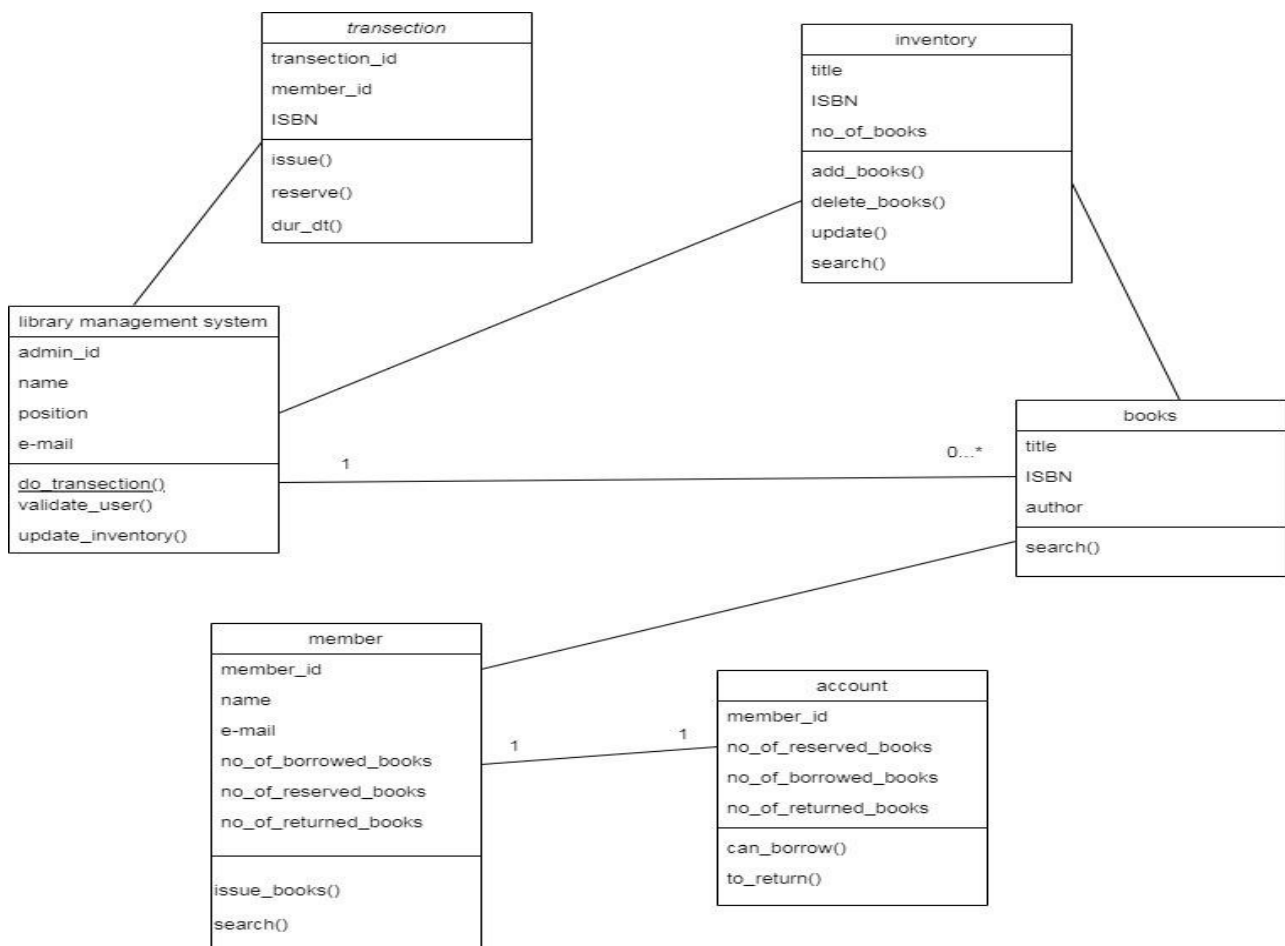 transection
transection_id
member_id
ISBN
issue()
reserve()
dur_dt()
inventory
title
ISBN
no_of_books
add_books()
delete_books()
update()
search()
library management system
admin_id
name
position
e-mail
do_transection()
validate_user()
update_inventory()
1
0...*
books
title
ISBN
author
search()
member
member_id
name
e-mail
no_of_borrowed_books
no_of_reserved_books
no_of_returned_books
issue_books()
search()
1
1
account
member_id
no_of_reserved_books
no_of_borrowed_books
no_of_returned_books
can_borrow()
to_return()